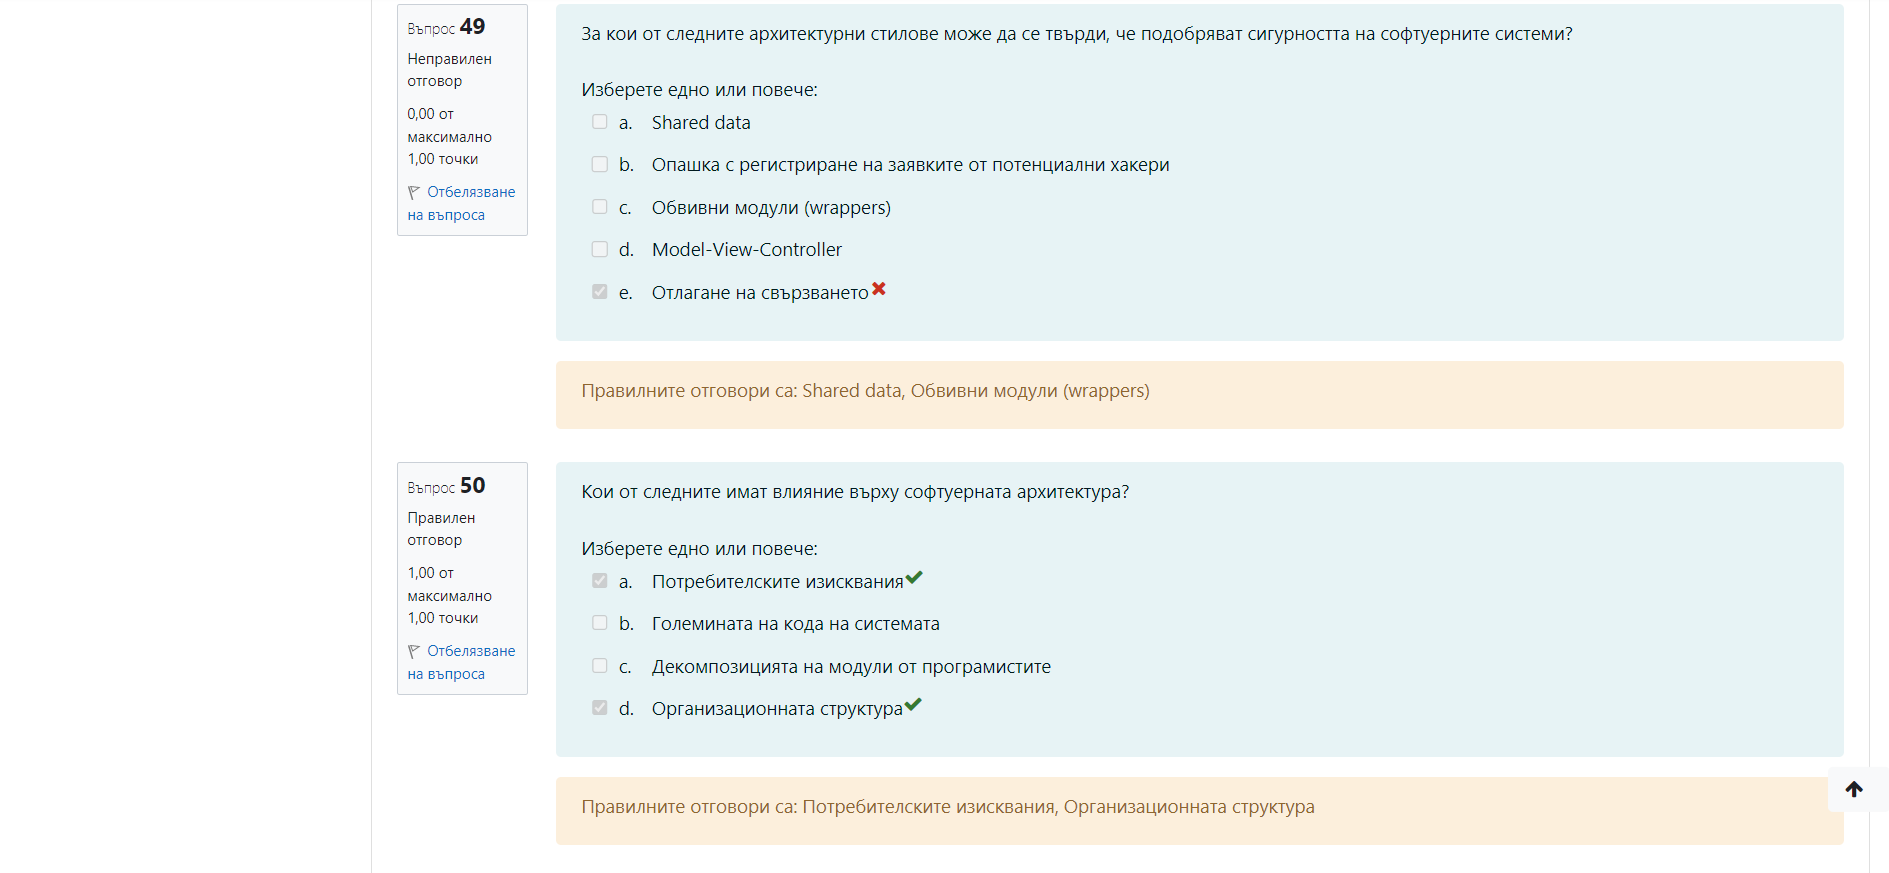 Въпрос 49
Неправилен
отговор
0,00 от
максимално
1,00 точки
Отбелязване
на въпроса
За кои от следните архитектурни стилове може да се твърди, че подобряват сигурността на софтуерните системи?
Изберете едно или повече:
a. Shared data
b. Опашка с регистриране на заявките от потенциални хакери
c. Обвивни модули (wrappers)
d. Model-View-Controller
e. Отлагане на свързването
Правилните отговори са: Shared data, Обвивни модули (wrappers)
Въпрос 50
Правилен
отговор
1,00 от
максимално
1,00 точки
Отбелязване
на въпроса
Кои от следните имат влияние върху софтуерната архитектура?
Изберете едно или повече:
a. Потребителските изисквания
b. Големината на кода на системата
c. Декомпозицията на модули от програмистите
d. Организационната структура
Правилните отговори са: Потребителските изисквания, Организационната структура